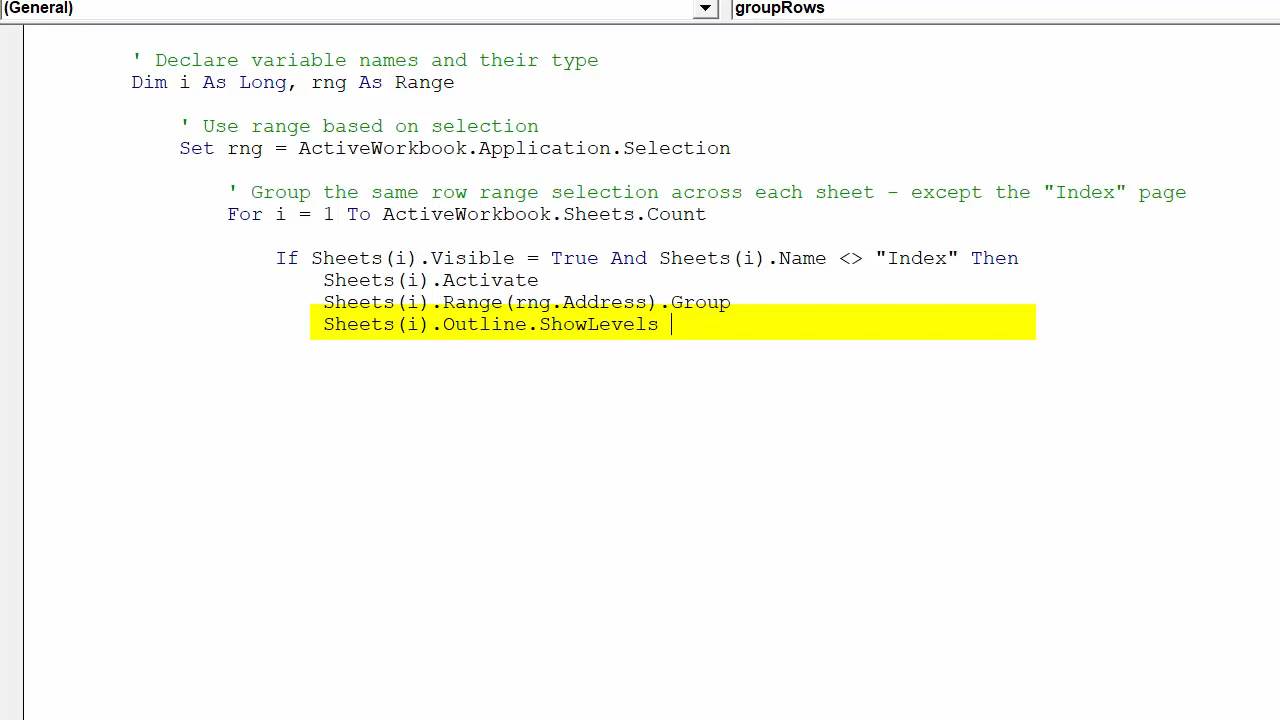 (General)
groupRows
' Declare variable names and their type
Dim i As Long, rng As Range
' Use range based on selection
Set rng = ActiveWorkbook.Application.Selection
' Group the same row range selection across each sheet - except the "Index" page
For i = 1 To ActiveWorkbook.Sheets.Count
If Sheets(i).Visible = True And Sheets(i).Name <> "Index" Then
Sheets(i).Activate
Sheets(i).Range(rng.Address).Group
Sheets(i).Outline.ShowLevels